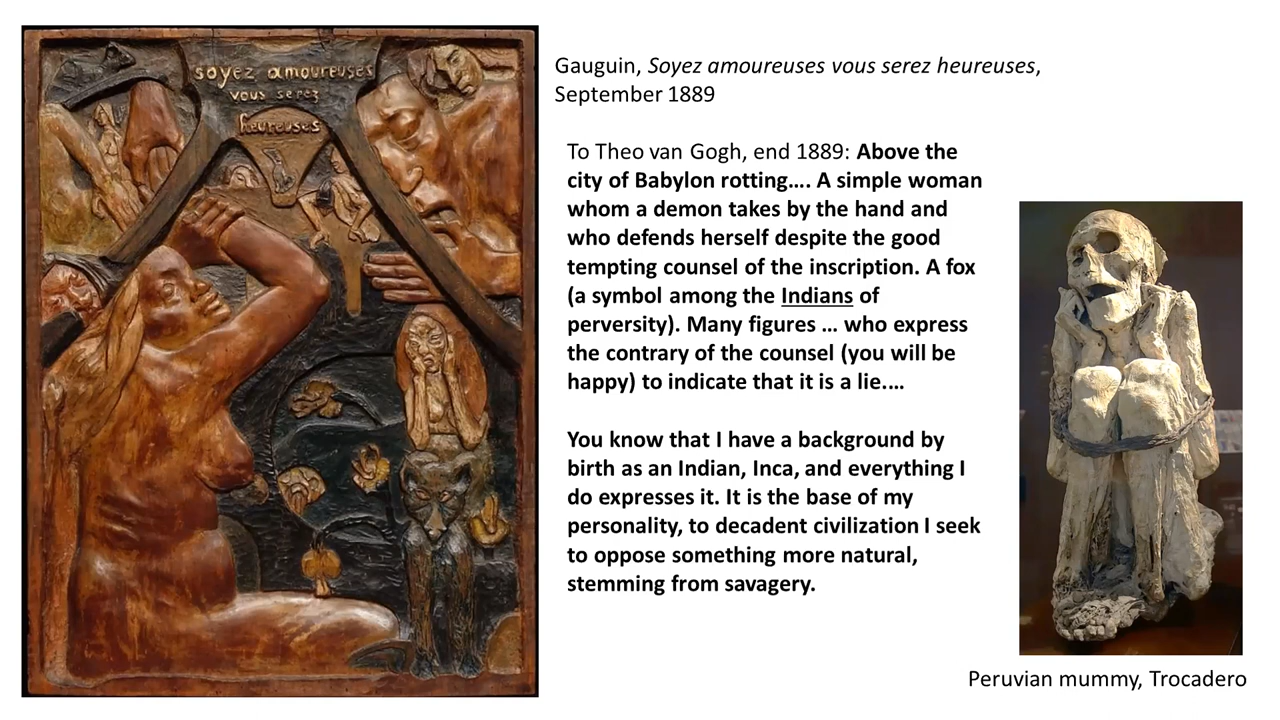 soyez amoureuses
vous serez
heureuses
Gauguin, Soyez amoureuses vous serez heureuses,
September 1889
To Theo van Gogh, end 1889: Above the
city of Babylon rotting…. A simple woman
whom a demon takes by the hand and
who defends herself despite the good
tempting counsel of the inscription. A fox
(a symbol among the Indians of
perversity). Many figures … who express
the contrary of the counsel (you will be
happy) to indicate that it is a lie.…
You know that I have a background by
birth as an Indian, Inca, and everything I
do expresses it. It is the base of my
personality, to decadent civilization I seek
to oppose something more natural,
stemming from savagery.
Peruvian mummy, Trocadero